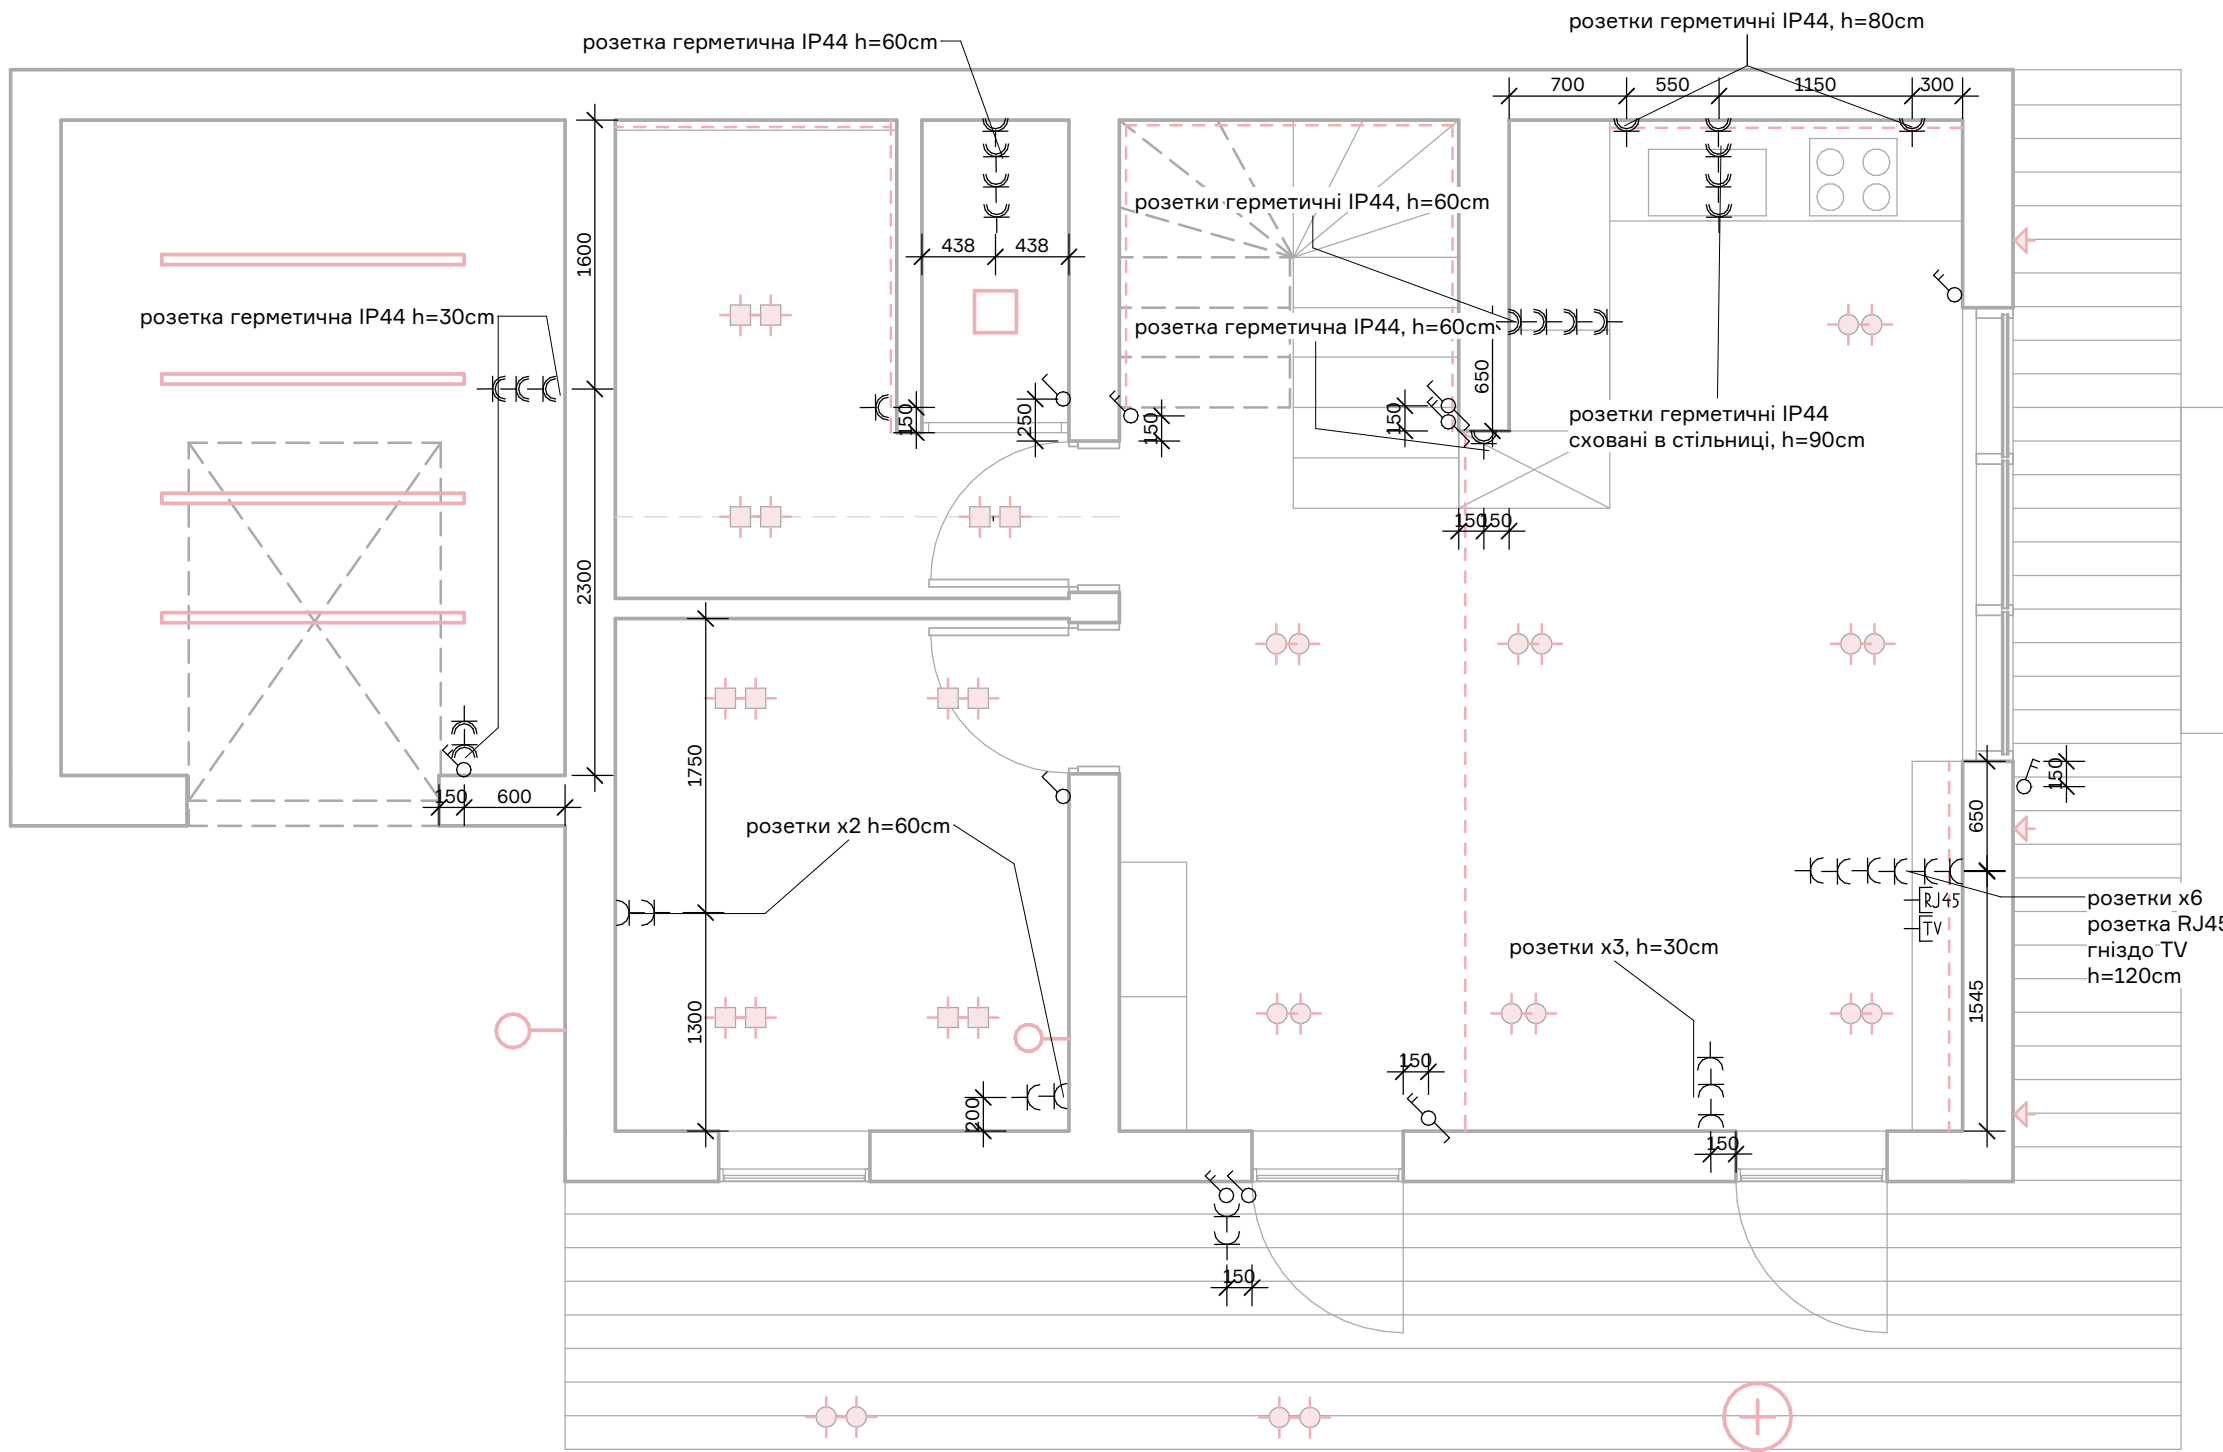 розетки герметичні IP44, h=80cm
розетка герметична IP44 h=60cm
700
550
1150
300
розетки герметичні IP44, h=60cm
438
438
1600
розетка герметична IP44 h=30cm
розетка герметична IP44, h=60cm
650
150
250
150
150
розетки герметичні IP44
сховані в стільниці, h=90cm
150
150
2300
1750
150
600
150
650
розетки x2 h=60cm
розетки x6
розетка RJ45
гніздо TV
h=120cm
RJ45
TV
розетки x3, h=30cm
1300
1545
150
200
150
150